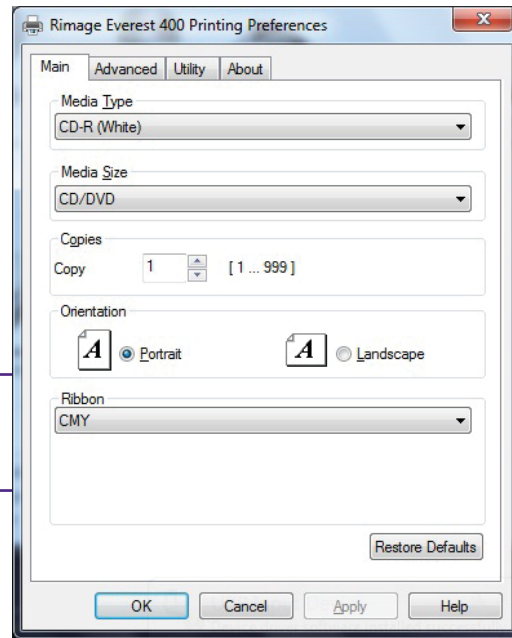 Rimage Everest 400 Printing Preferences
Main Advanced Utility About
Media Type
CD-R (White)
Media Size
CD/DVD
Copies
Copy 1 [ 1 ... 999 ]
Orientation
A Portrait A Landscape
Ribbon
CMY
Restore Defaults
OK Cancel Apply Help